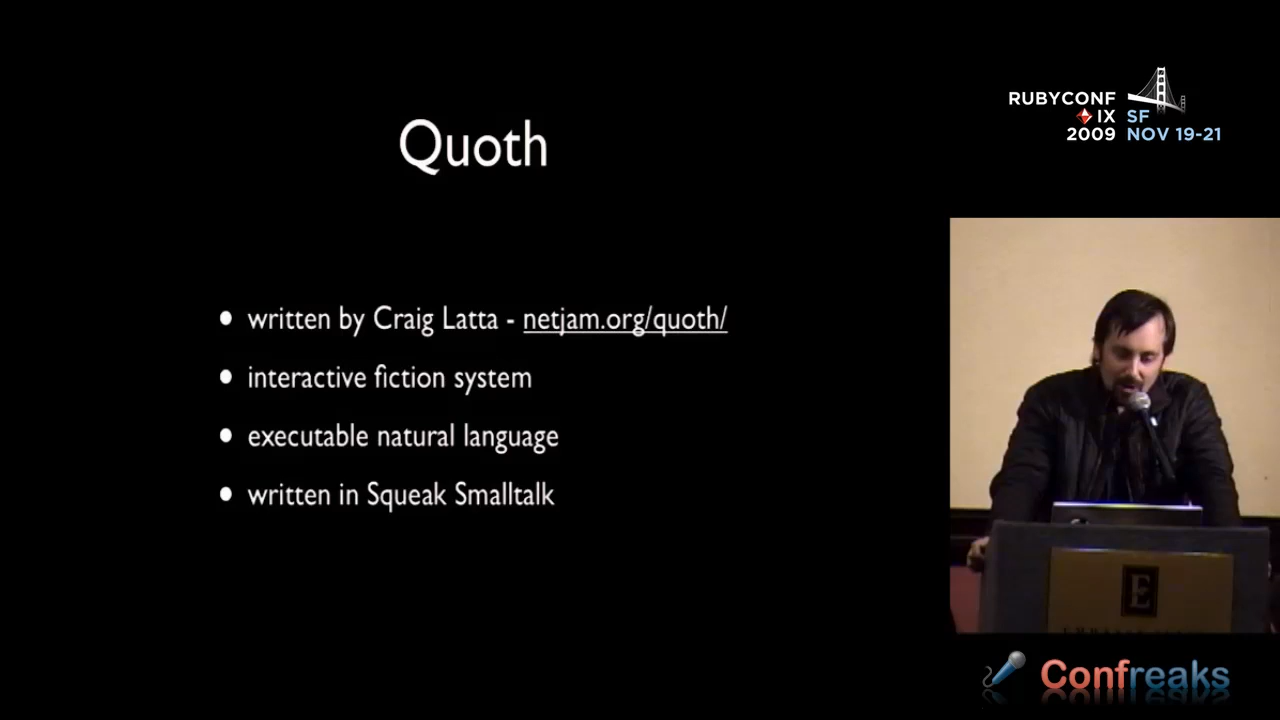 RUBYCONF
IX SF
2009 NOV 19-21
Quoth
• written by Craig Latta - netjam.org/quoth/
• interactive fiction system
• executable natural language
• written in Squeak Smalltalk
E
Confreaks